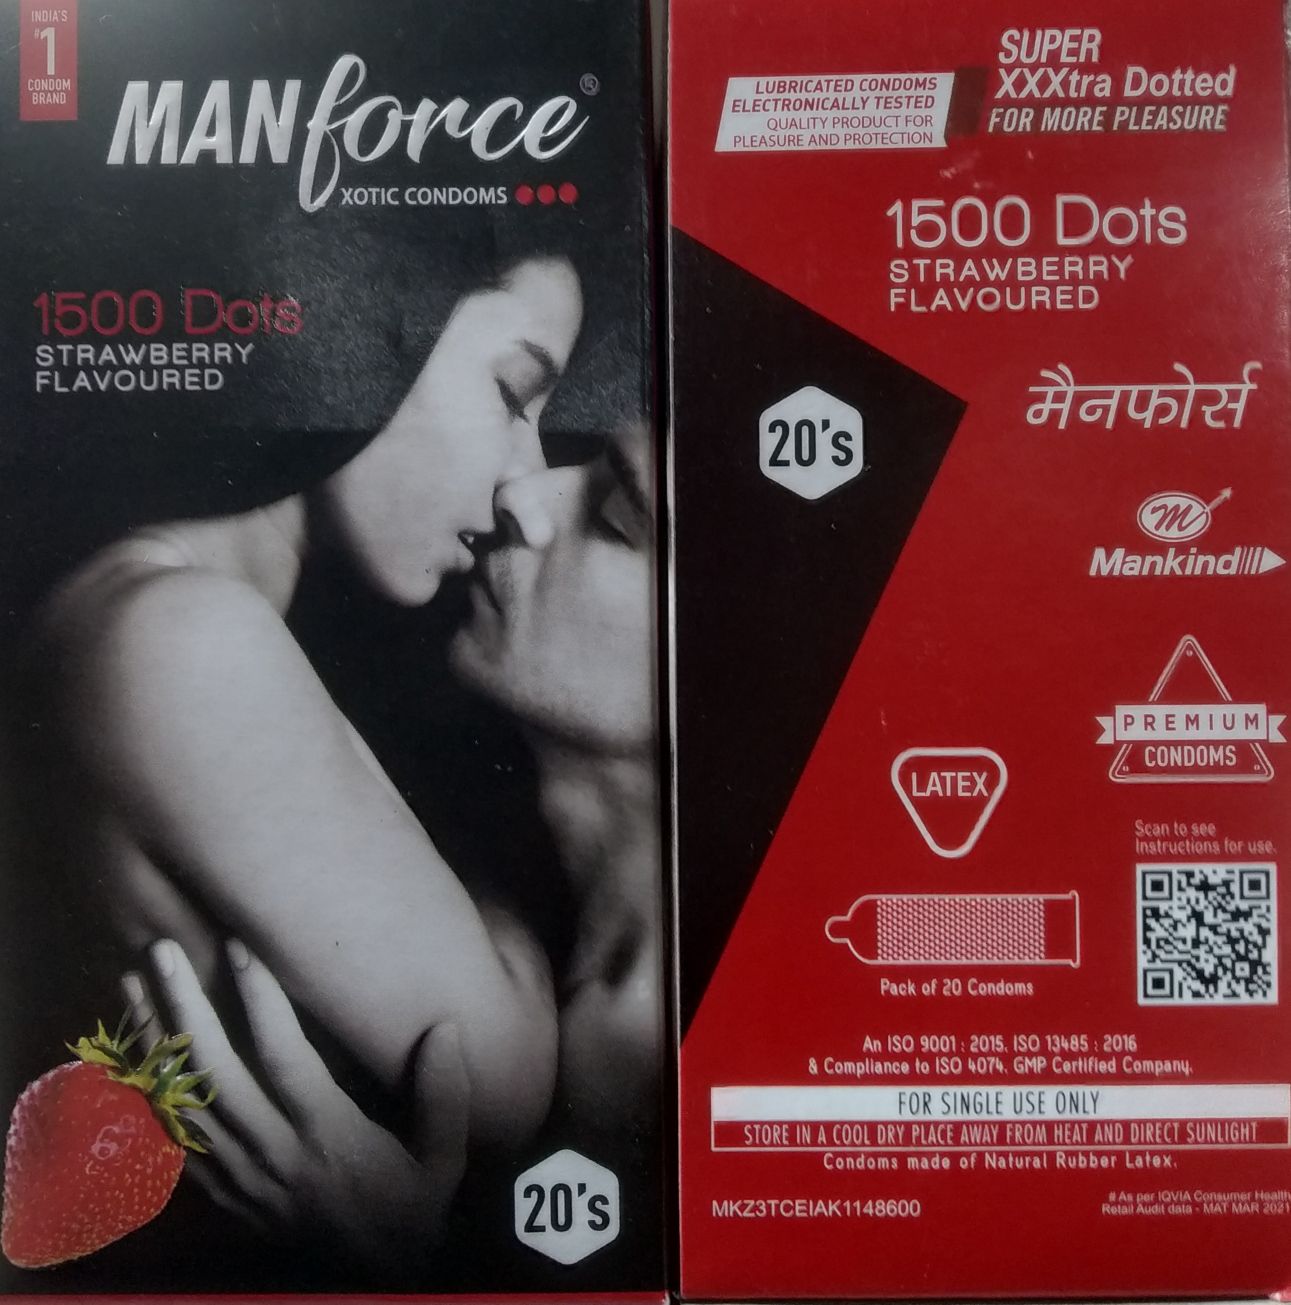 INDIA'S
#1
CONDOM
BRAND
MANforce®
XOTIC CONDOMS
1500 Dots
STRAWBERRY
FLAVOURED
20's
LUBRICATED CONDOMS
ELECTRONICALLY TESTED
QUALITY PRODUCT FOR
PLEASURE AND PROTECTION
SUPER
XXXtra Dotted
FOR MORE PLEASURE
1500 Dots
STRAWBERRY
FLAVOURED
मैनफोर्स
20's
m
Mankind
PREMIUM
CONDOMS
LATEX
Scan to see
Instructions for use.
Pack of 20 Condoms
An ISO 9001 : 2015, ISO 13485 : 2016
& Compliance to ISO 4074, GMP Certified Company.
FOR SINGLE USE ONLY
STORE IN A COOL DRY PLACE AWAY FROM HEAT AND DIRECT SUNLIGHT
Condoms made of Natural Rubber Latex.
MKZ3TCEIAK1148600
# As per IQVIA Consumer Health
Retail Audit data - MAT MAR 2021